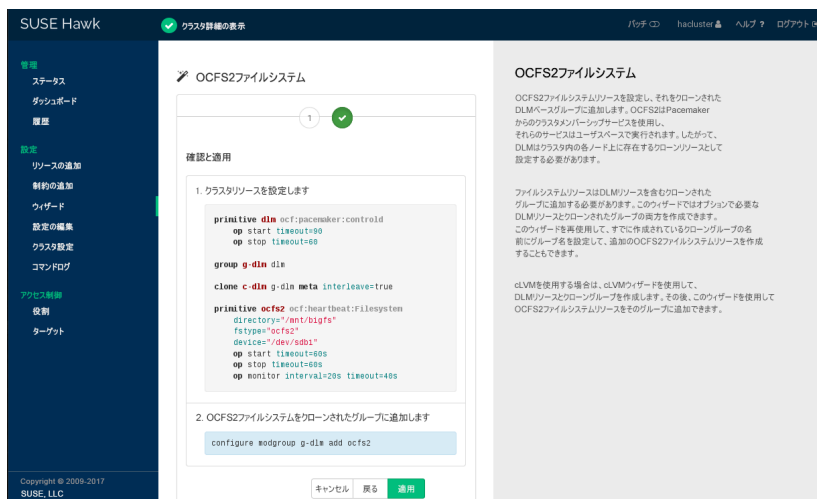 SUSE Hawk
クラスタ詳細の表示
バッチ
hacluster
ヘルプ ?
ログアウト
管理
ステータス
ダッシュボード
履歴
設定
リソースの追加
制約の追加
ウィザード
設定の編集
クラスタ設定
コマンドログ
アクセス制御
役割
ターゲット
Copyright © 2009-2017
SUSE, LLC
OCFS2ファイルシステム
1
確認と適用
1. クラスタリソースを設定します
primitive dlm ocf:pacemaker:controld
op start timeout=90
op stop timeout=60
group g-dlm dlm
clone c-dlm g-dlm meta interleave=true
primitive ocfs2 ocf:heartbeat:Filesystem
directory="/mnt/bigfs"
fstype="ocfs2"
device="/dev/sdb1"
op start timeout=60s
op stop timeout=60s
op monitor interval=20s timeout=40s
2. OCFS2ファイルシステムをクローンされたグループに追加します
configure modgroup g-dlm add ocfs2
キャンセル
戻る
適用
OCFS2ファイルシステム
OCFS2ファイルシステムリソースを設定し、それをクローンされた
DLMベースグループに追加します。OCFS2はPacemaker
からのクラスタメンバーシップサービスを使用し、
それらのサービスはユーザスペースで実行されます。したがって、
DLMはクラスタ内の各ノード上に存在するクローンリソースとして
設定する必要があります。
ファイルシステムリソースはDLMリソースを含むクローンされた
グループに追加する必要があります。このウィザードではオプションで必要な
DLMリソースとクローンされたグループの両方を作成できます。
このウィザードを再使用して、すでに作成されているクローングループの名
前にグループ名を設定して、追加のOCFS2ファイルシステムリソースを作成
することもできます。
cLVMを使用する場合は、cLVMウィザードを使用して、
DLMリソースとクローングループを作成します。その後、このウィザードを使用して
OCFS2ファイルシステムリソースをそのグループに追加できます。